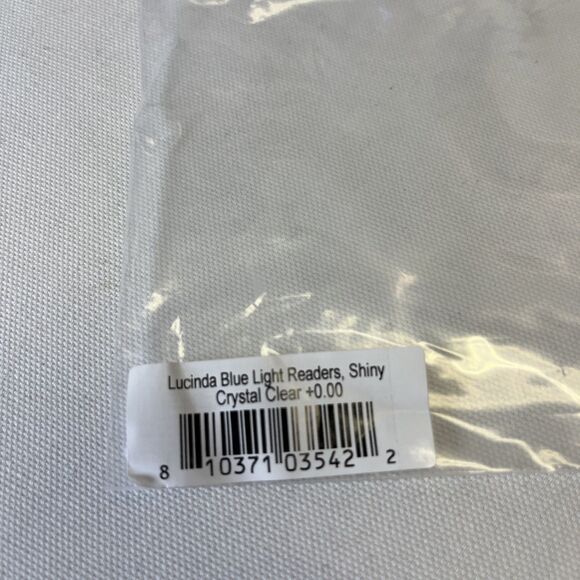 Lucinda Blue Light Readers, Shiny
Crystal Clear +0.00
8 10371 03542 2